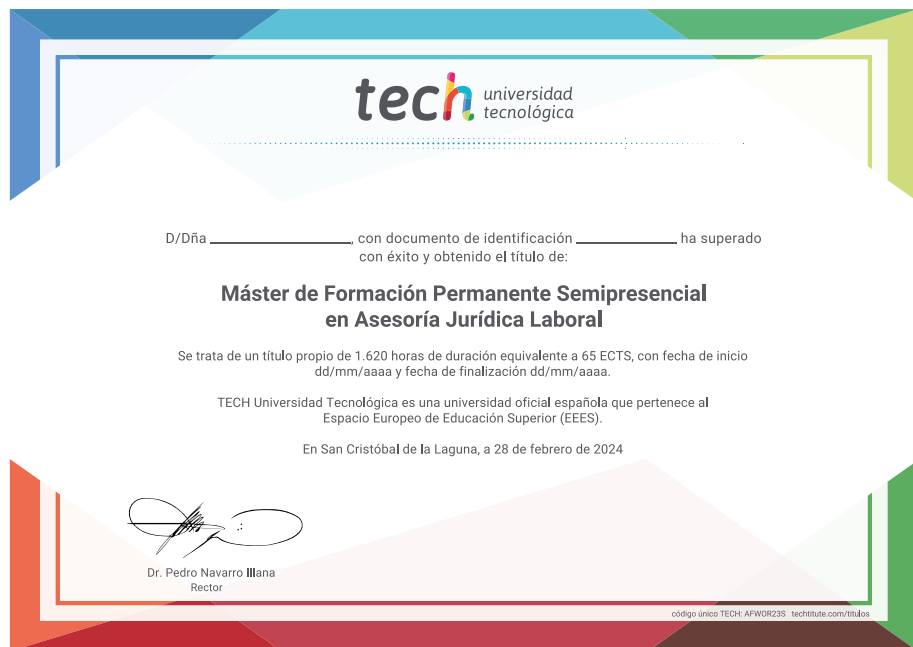 tech universidad
tecnológica
D/Dña ________________, con documento de identificación ____________ ha superado
con éxito y obtenido el título de:
Máster de Formación Permanente Semipresencial
en Asesoría Jurídica Laboral
Se trata de un título propio de 1.620 horas de duración equivalente a 65 ECTS, con fecha de inicio
dd/mm/aaaa y fecha de finalización dd/mm/aaaa.
TECH Universidad Tecnológica es una universidad oficial española que pertenece al
Espacio Europeo de Educación Superior (EEES).
En San Cristóbal de la Laguna, a 28 de febrero de 2024
Dr. Pedro Navarro Illana
Rector
código único TECH: AFWOR23S techtitute.com/titulos